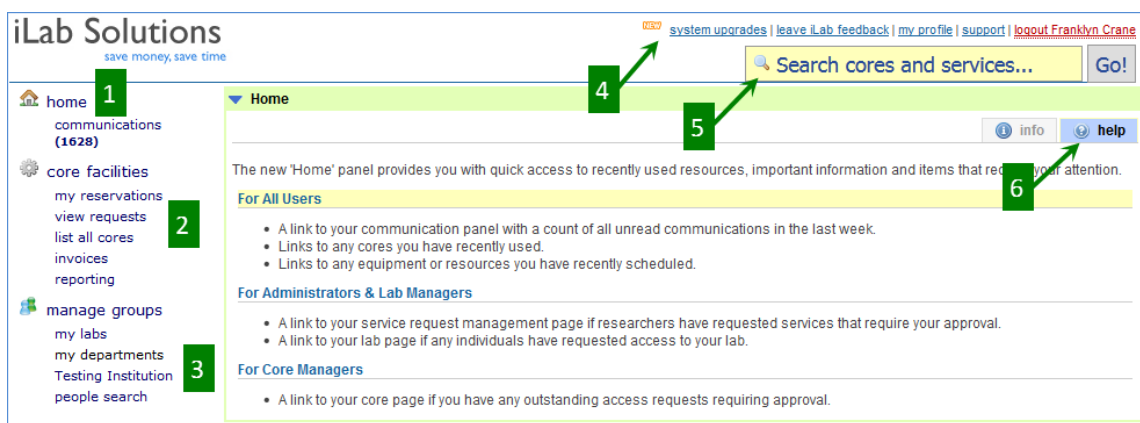 iLab Solutions
save money, save time
NEW system upgrades | leave iLab feedback | my profile | support | logout Franklyn Crane
4
Search cores and services... Go!
5
home
1
communications
(1628)
core facilities
my reservations
view requests
list all cores
invoices
reporting
2
manage groups
my labs
my departments
Testing Institution
people search
3
Home
info help
6
The new 'Home' panel provides you with quick access to recently used resources, important information and items that re your attention.
For All Users
• A link to your communication panel with a count of all unread communications in the last week.
• Links to any cores you have recently used.
• Links to any equipment or resources you have recently scheduled.
For Administrators & Lab Managers
• A link to your service request management page if researchers have requested services that require your approval.
• A link to your lab page if any individuals have requested access to your lab.
For Core Managers
• A link to your core page if you have any outstanding access requests requiring approval.